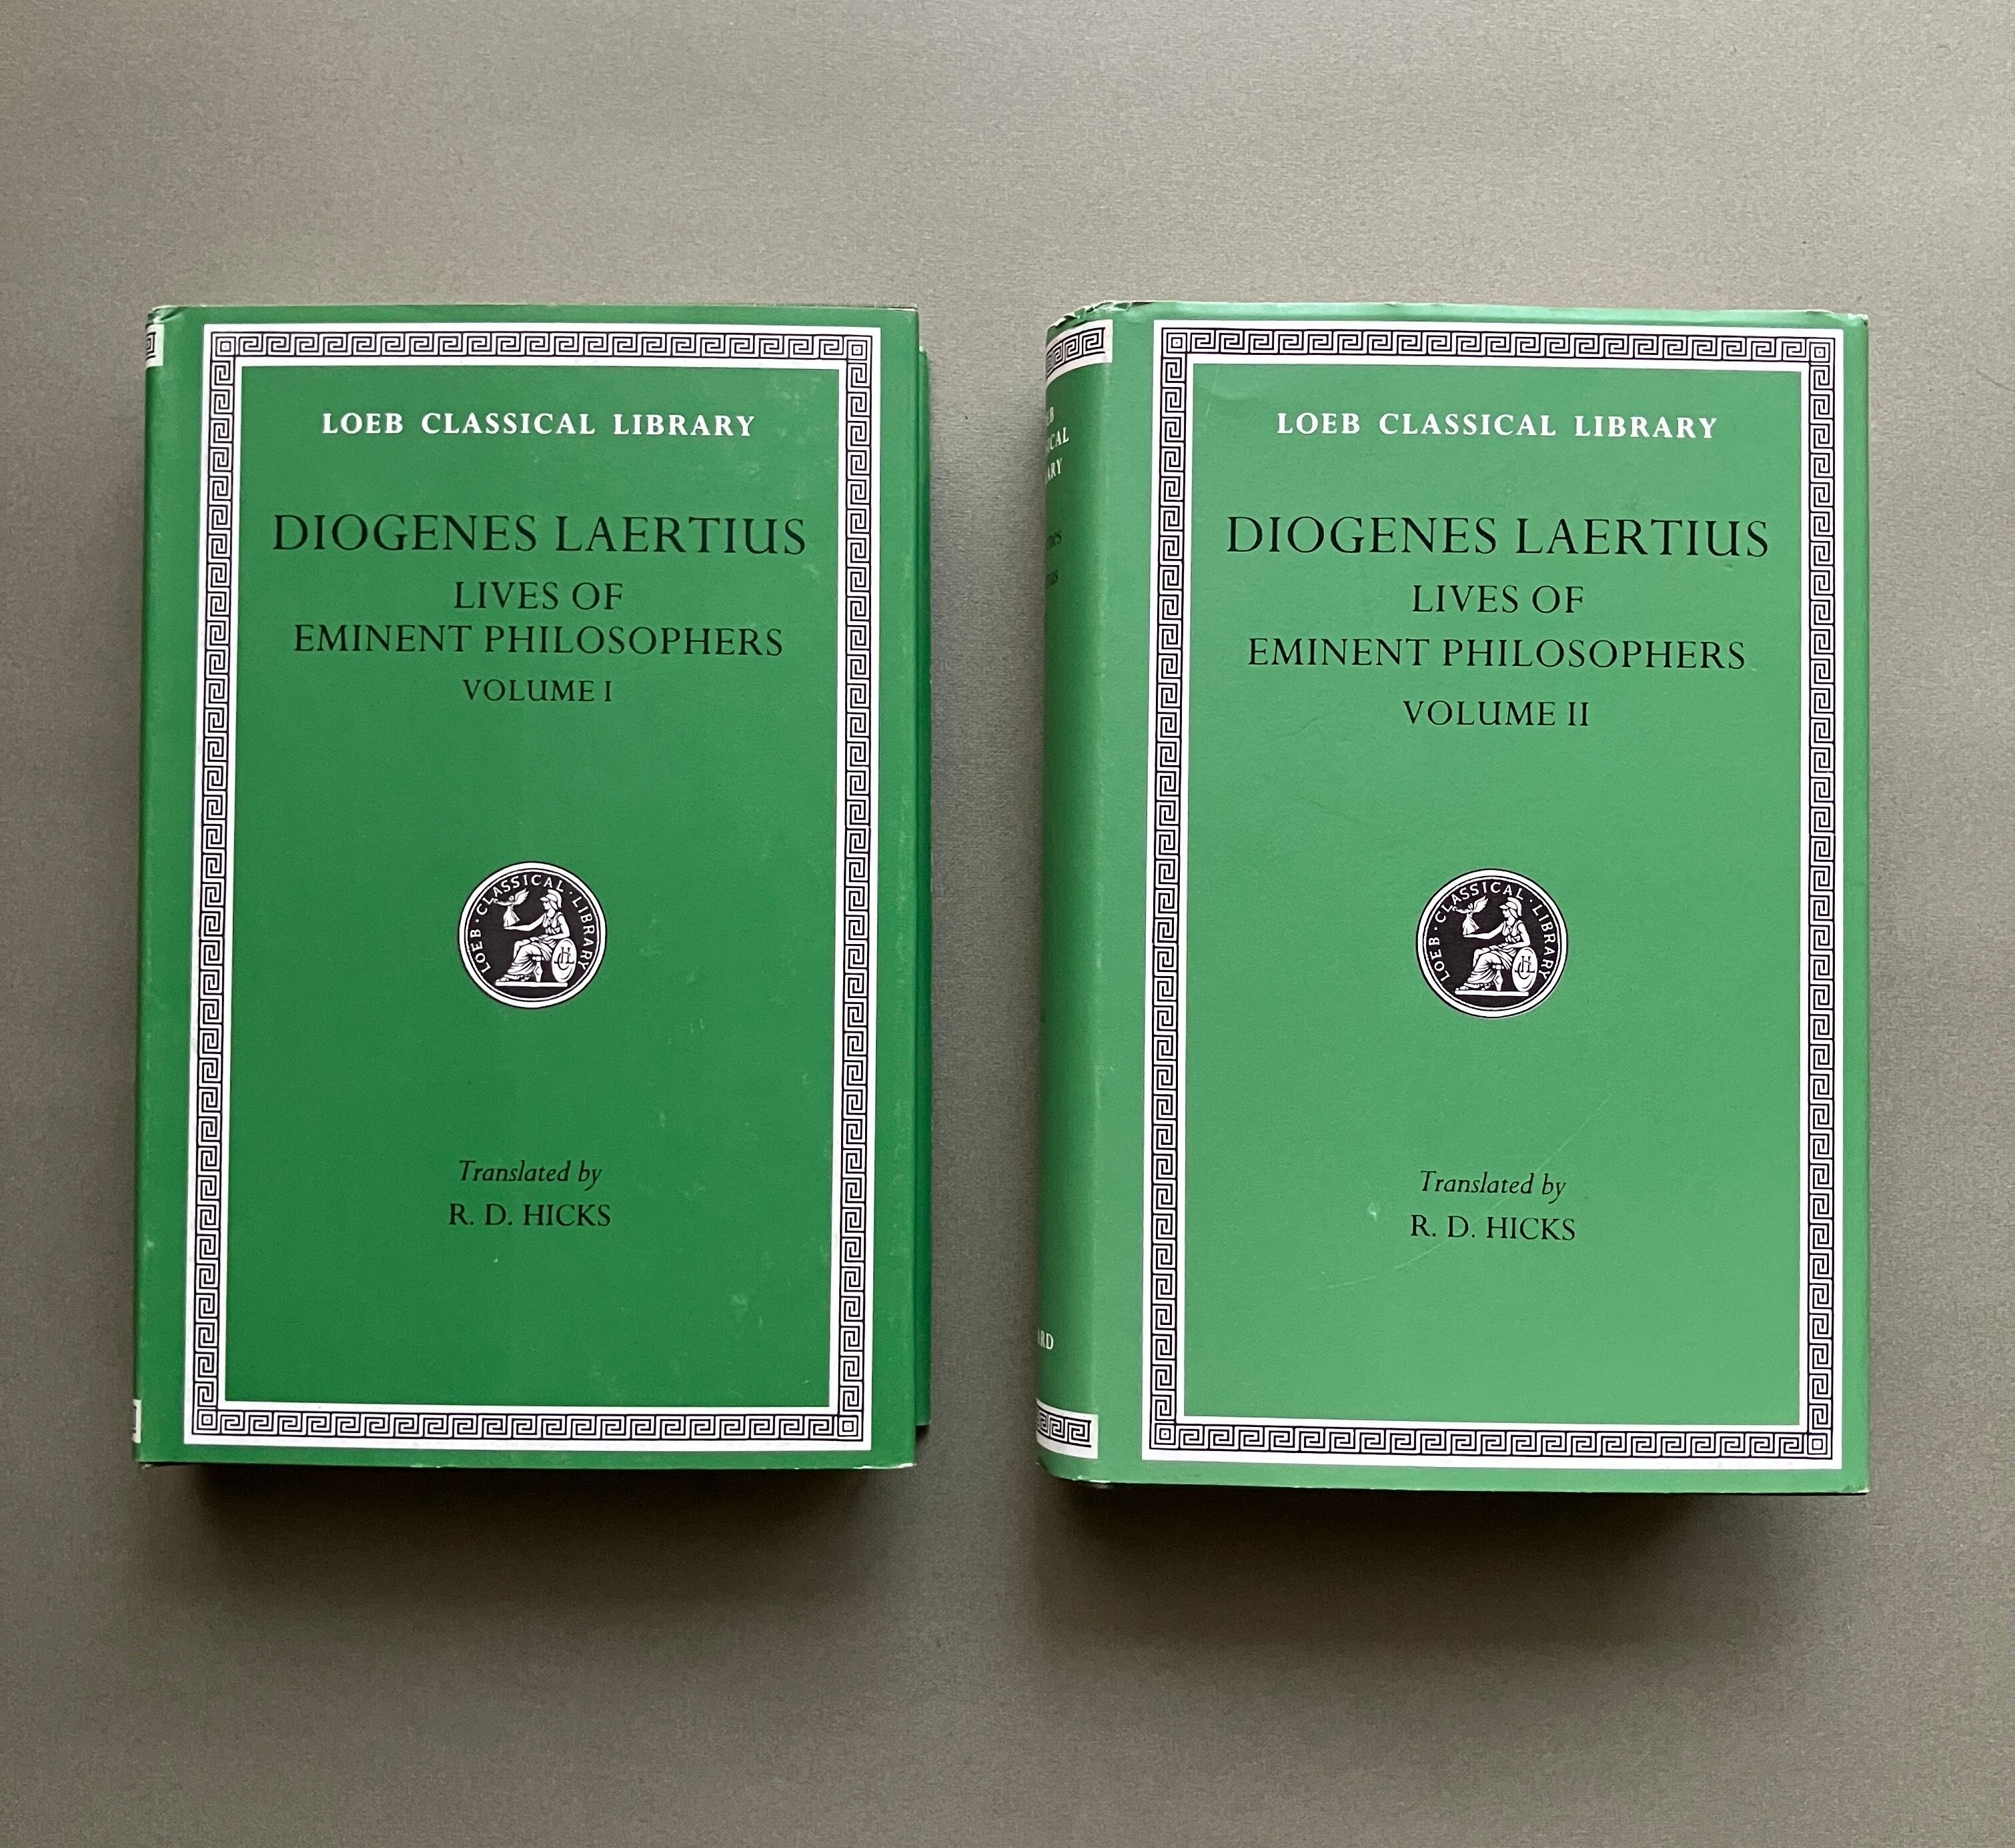 LOEB CLASSICAL LIBRARY
DIOGENES LAERTIUS
LIVES OF
EMINENT PHILOSOPHERS
VOLUME I
LOEB · CLASSICAL · LIBRARY
Translated by
R. D. HICKS
LOEB CLASSICAL LIBRARY
DIOGENES LAERTIUS
LIVES OF
EMINENT PHILOSOPHERS
VOLUME II
LOEB · CLASSICAL · LIBRARY
Translated by
R. D. HICKS